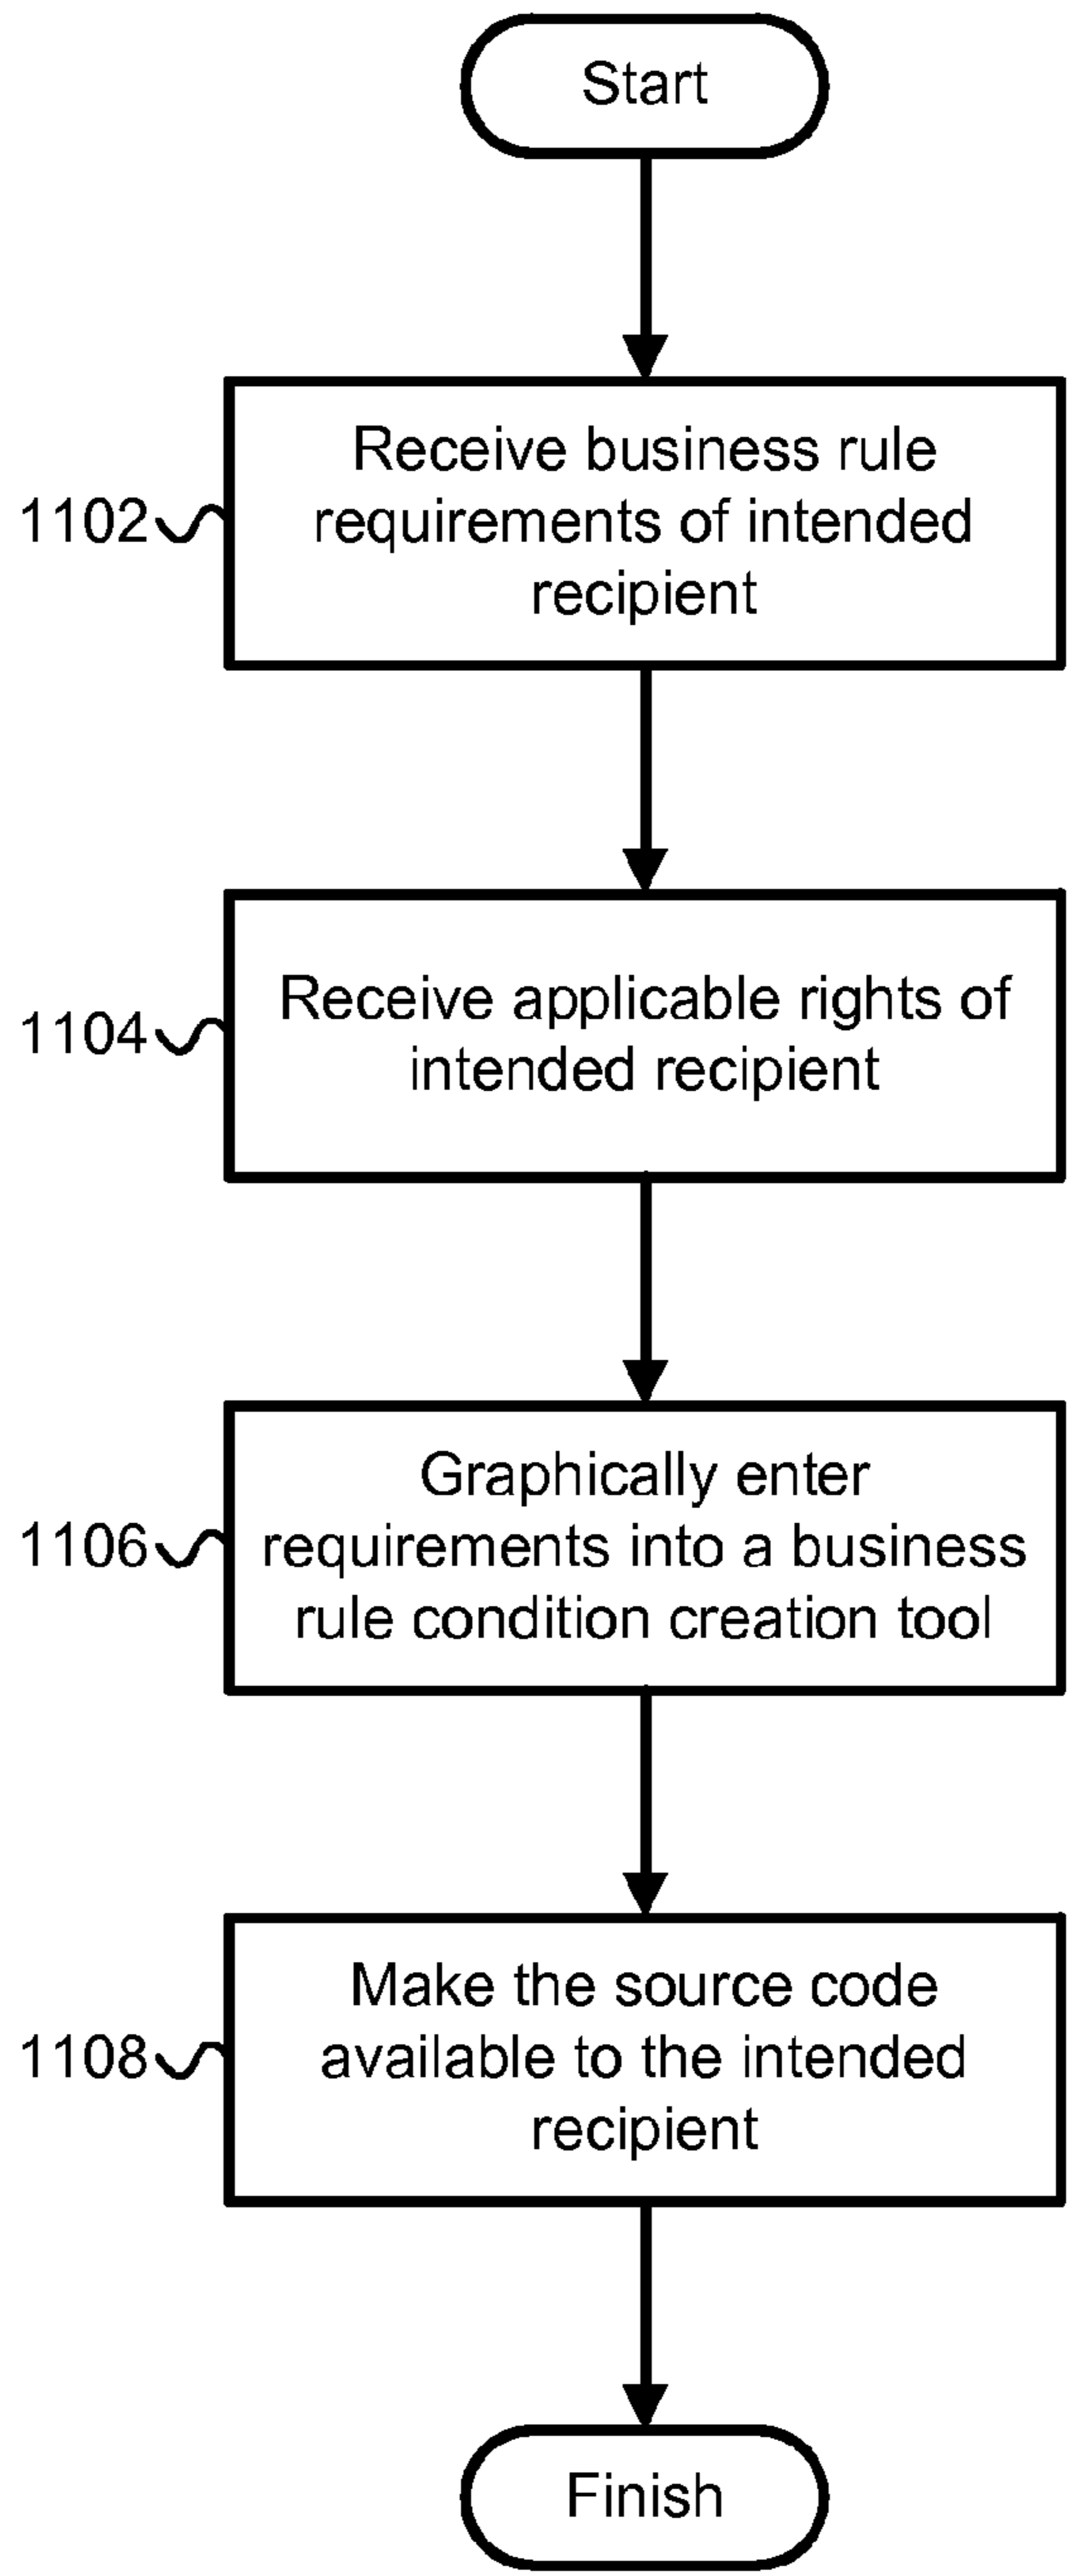 Start
Receive business rule
requirements of intended
recipient
1102
Receive applicable rights of
intended recipient
1104
Graphically enter
requirements into a business
rule condition creation tool
1106
Make the source code
available to the intended
recipient
1108
Finish